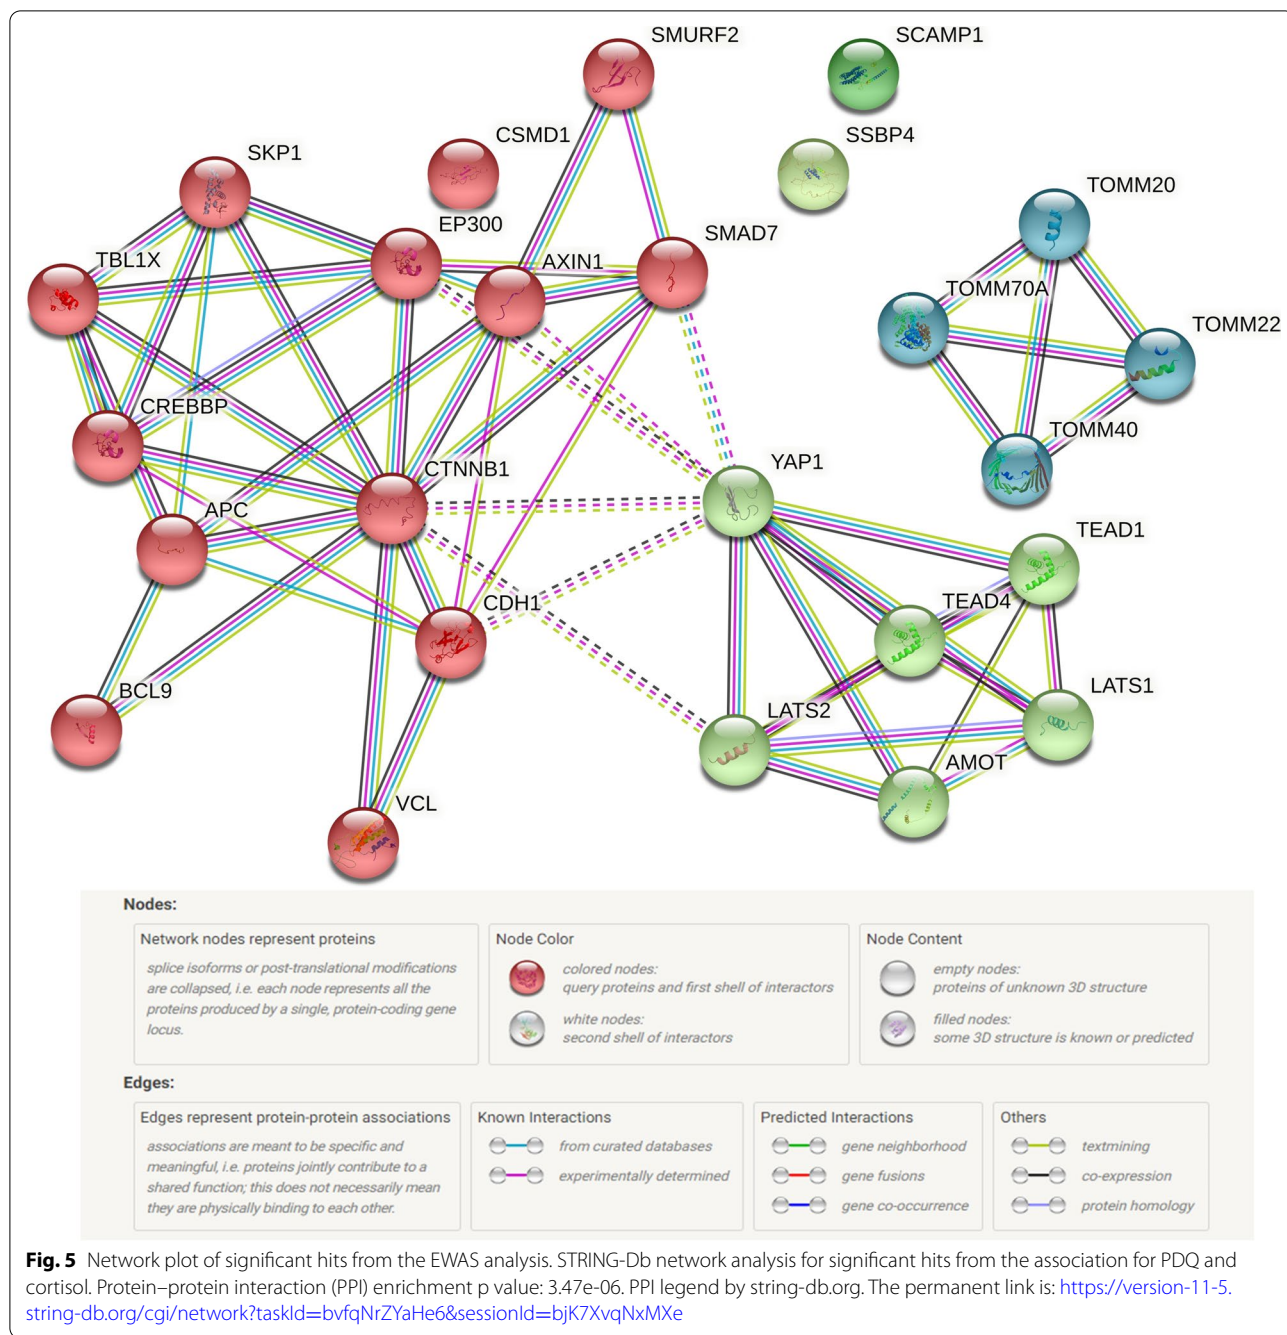 SMURF2
SCAMP1
CSMD1
SSBP4
SKP1
TOMM20
EP300
SMAD7
TBL1X
AXIN1
TOMM70A
TOMM22
CREBBP
TOMM40
CTNNB1
YAP1
APC
TEAD1
CDH1
TEAD4
BCL9
LATS1
LATS2
AMOT
VCL
Nodes:
Network nodes represent proteins
splice isoforms or post-translational modifications
are collapsed, i.e. each node represents all the
proteins produced by a single, protein-coding gene
locus.
Node Color
colored nodes:
query proteins and first shell of interactors
white nodes:
second shell of interactors
Node Content
empty nodes:
proteins of unknown 3D structure
filled nodes:
some 3D structure is known or predicted
Edges:
Edges represent protein-protein associations
associations are meant to be specific and
meaningful, i.e. proteins jointly contribute to a
shared function; this does not necessarily mean
they are physically binding to each other.
Known Interactions
from curated databases
experimentally determined
Predicted Interactions
gene neighborhood
gene fusions
gene co-occurrence
Others
textmining
co-expression
protein homology
Fig. 5 Network plot of significant hits from the EWAS analysis. STRING-Db network analysis for significant hits from the association for PDQ and
cortisol. Protein–protein interaction (PPI) enrichment p value: 3.47e-06. PPI legend by string-db.org. The permanent link is: https://version-11-5.
string-db.org/cgi/network?taskId=bvfqNrZYaHe6&sessionId=bjK7XvqNxMXe